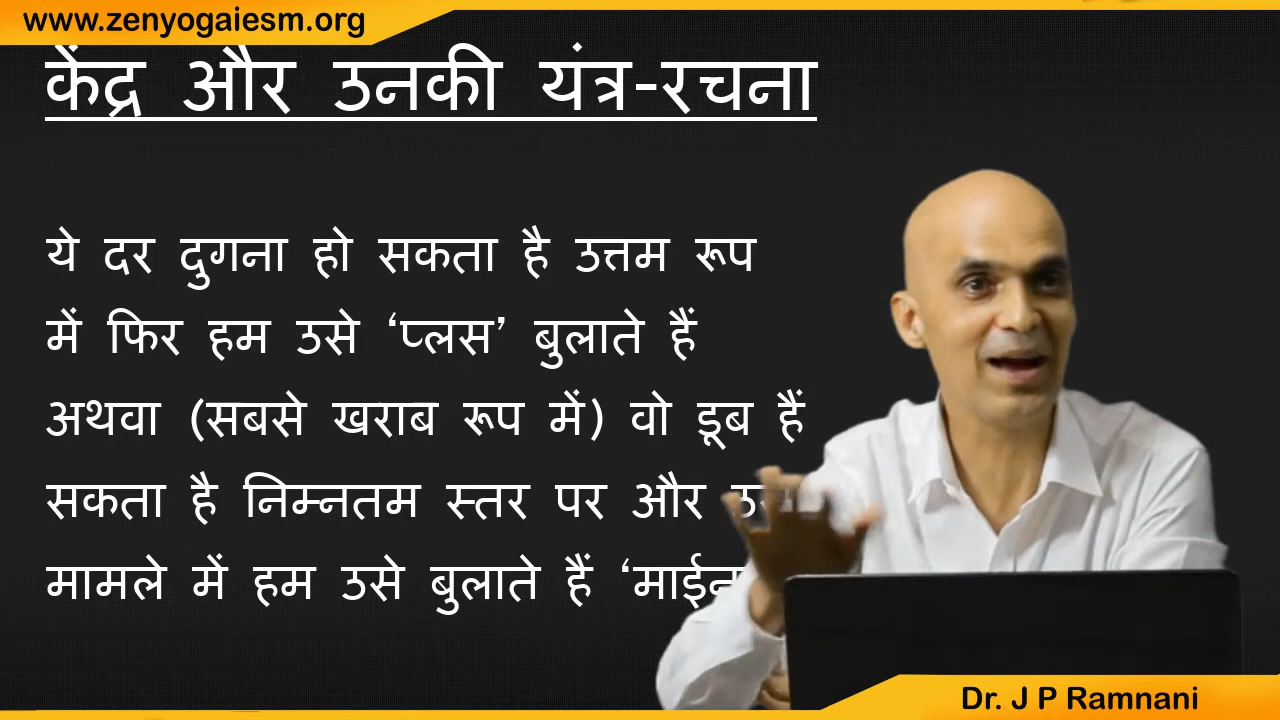 www.zenyogaiesm.org
केंद्र और उनकी यंत्र-रचना
ये दर दुगना हो सकता है उत्तम रूप
में फिर हम उसे ‘प्लस’ बुलाते हैं
अथवा (सबसे खराब रूप में) वो डूब हैं
सकता है निम्नतम स्तर पर और
मामले में हम उसे बुलाते हैं
Dr. J P Ramnani